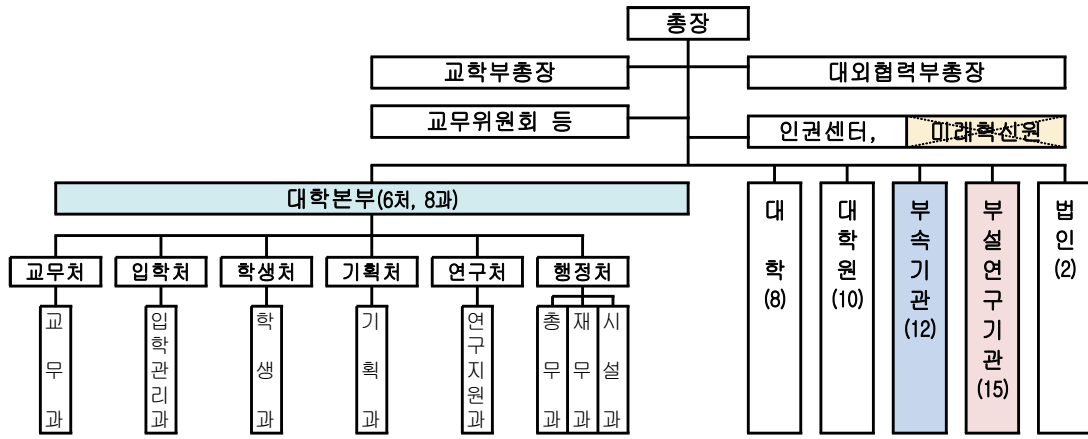 총장
교학부총장
대외협력부총장
교무위원회 등
인권센터, 미래혁신원
대학본부(6처, 8과)
대학(8)
대학원(10)
부속기관(12)
부설연구기관(15)
법인(2)
교무처
입학처
학생처
기획처
연구처
행정처
교무과
입학관리과
학생과
기획과
연구지원과
총무과
재무과
시설과